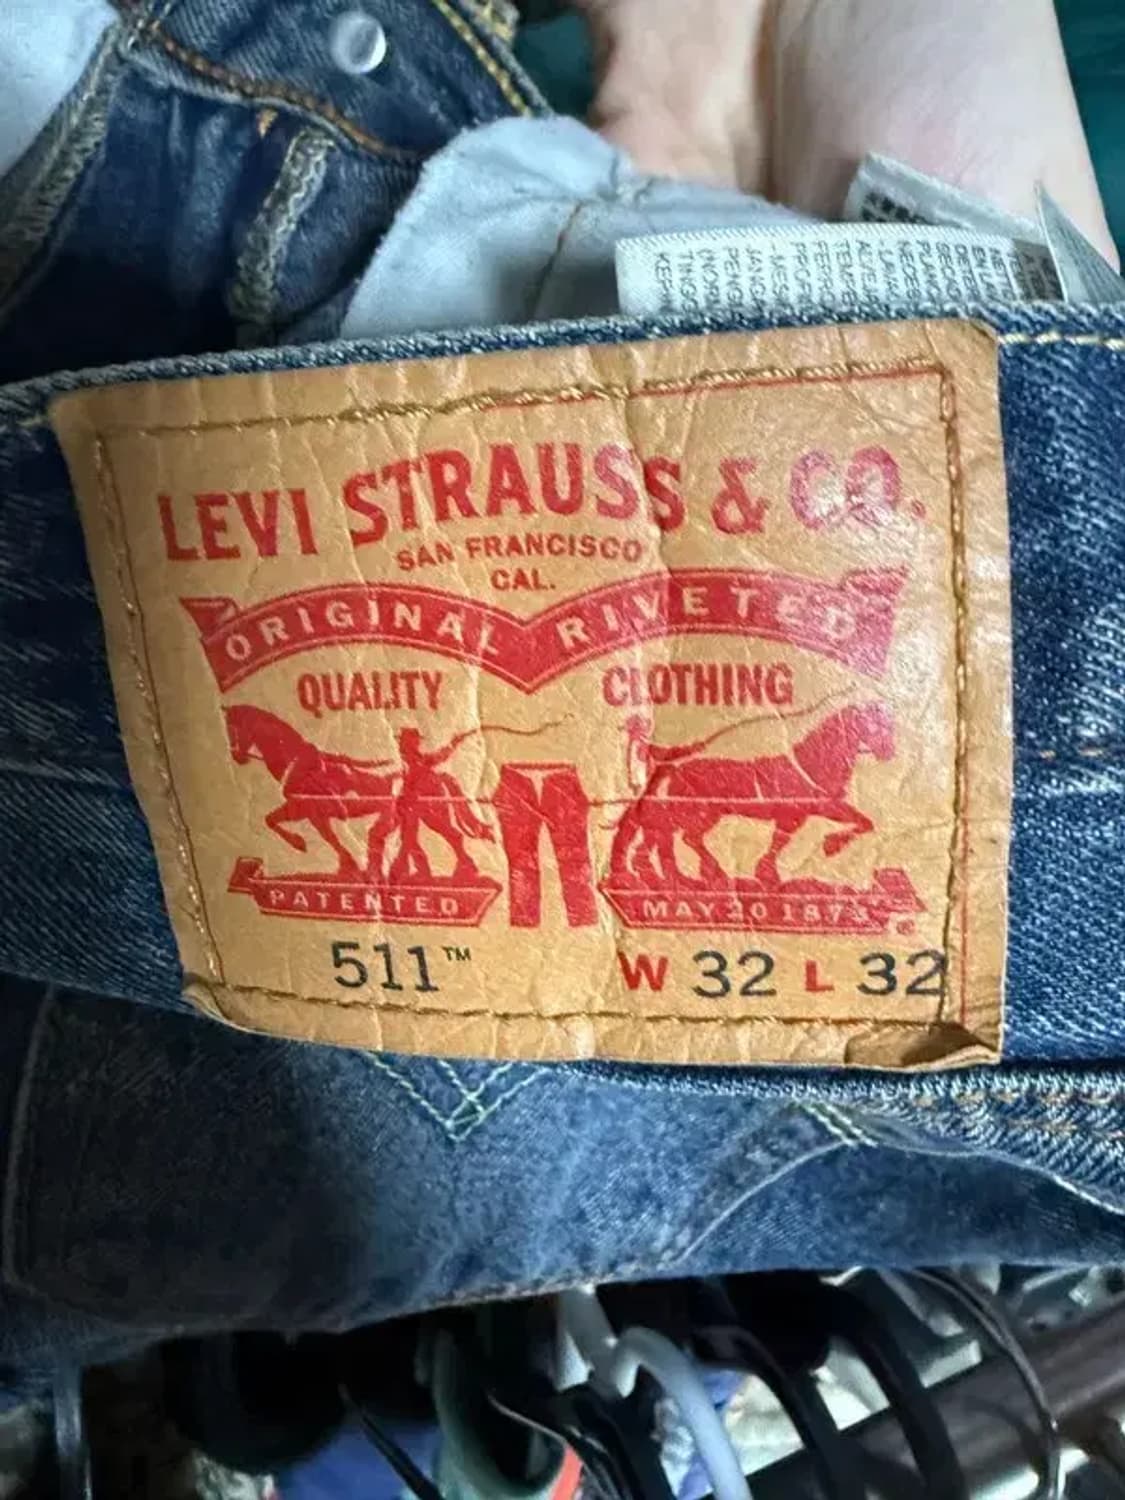 LEVI STRAUSS & CO.
SAN FRANCISCO
CAL.
ORIGINAL RIVETED
QUALITY CLOTHING
PATENTED MAY 20 1873 ®
511™ W 32 L 32